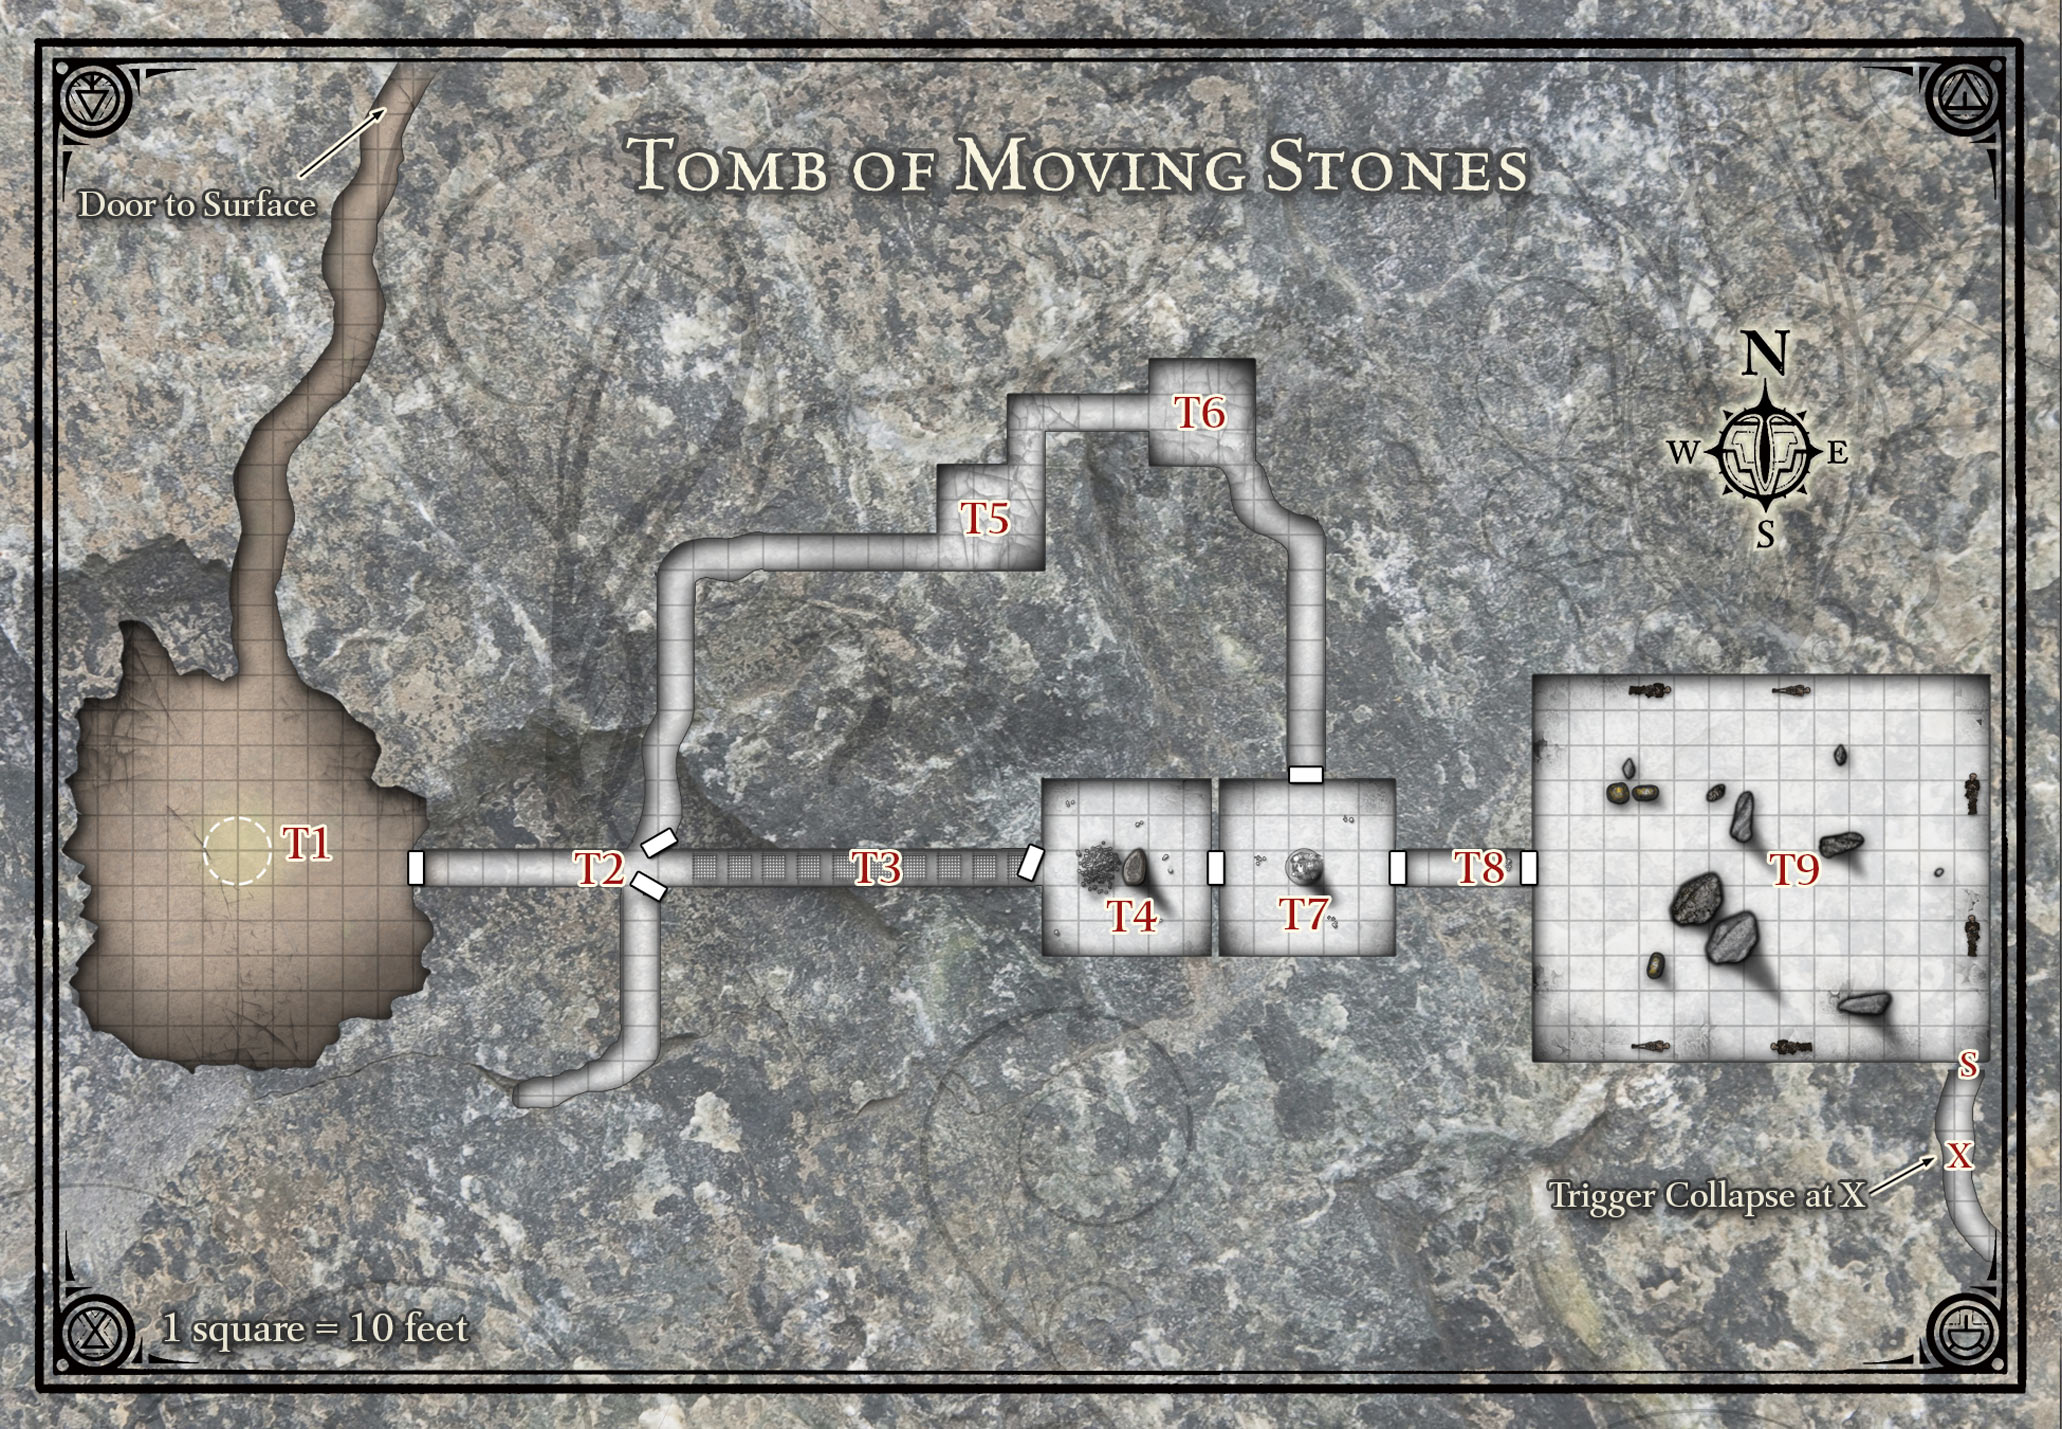 Tomb of Moving Stones
Door to Surface
N
W E
S
T6
T5
T1
T2
T3
T4
T7
T8
T9
S
X
Trigger Collapse at X
1 square = 10 feet